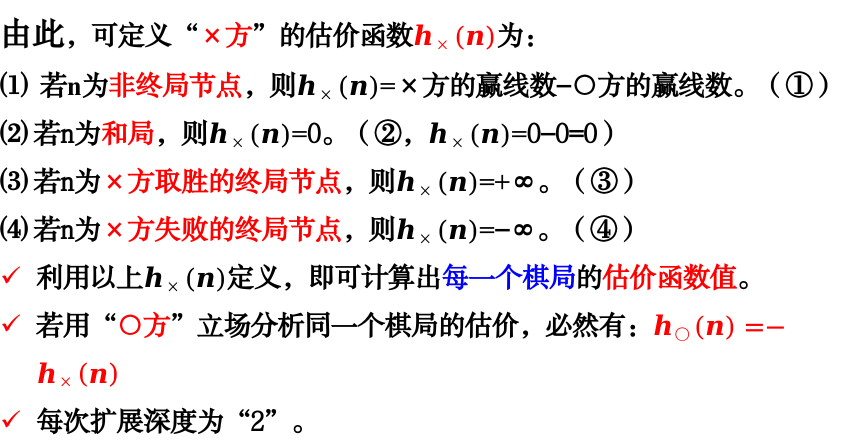 由此，可定义“×方”的估价函数h×(n)为：
⑴ 若n为非终局节点，则h×(n)=×方的赢线数−○方的赢线数。（①）
⑵若n为和局，则h×(n)=0。（②，h×(n)=0−0=0）
⑶若n为×方取胜的终局节点，则h×(n)=+∞。（③）
⑷若n为×方失败的终局节点，则h×(n)=−∞。（④）
✓ 利用以上h×(n)定义，即可计算出每一个棋局的估价函数值。
✓ 若用“○方”立场分析同一个棋局的估价，必然有：h○(n) =−
h×(n)
✓ 每次扩展深度为“2”。